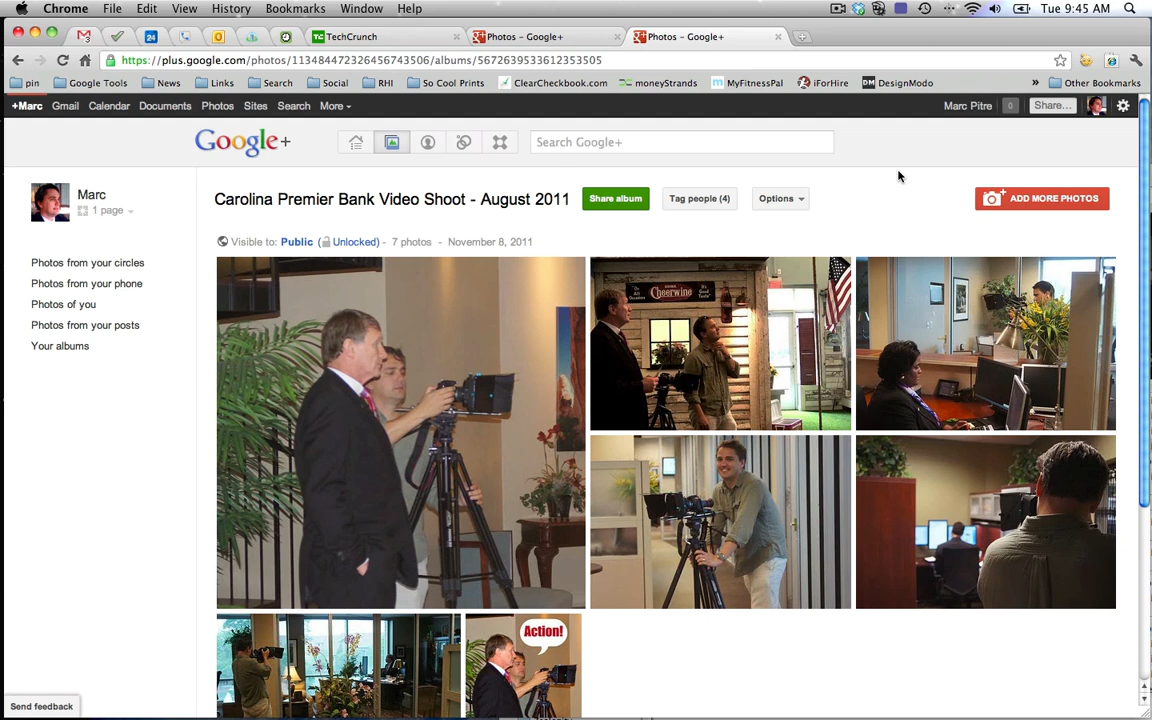 Chrome File Edit View History Bookmarks Window Help Tue 9:45 AM
TechCrunch Photos – Google+ Photos – Google+
https://plus.google.com/photos/113484472326456743506/albums/5672639533612353505
pin Google Tools News Links Search Social RHI So Cool Prints ClearCheckbook.com moneyStrands MyFitnessPal iForHire DM DesignModo » Other Bookmarks
+Marc Gmail Calendar Documents Photos Sites Search More Marc Pitre 0 Share...
Google+ Search Google+
Marc
1 page
Carolina Premier Bank Video Shoot - August 2011 Share album Tag people (4) Options ADD MORE PHOTOS
Visible to: Public (Unlocked) - 7 photos - November 8, 2011
Photos from your circles
Photos from your phone
Photos of you
Photos from your posts
Your albums
Cheerwine
Action!
Send feedback